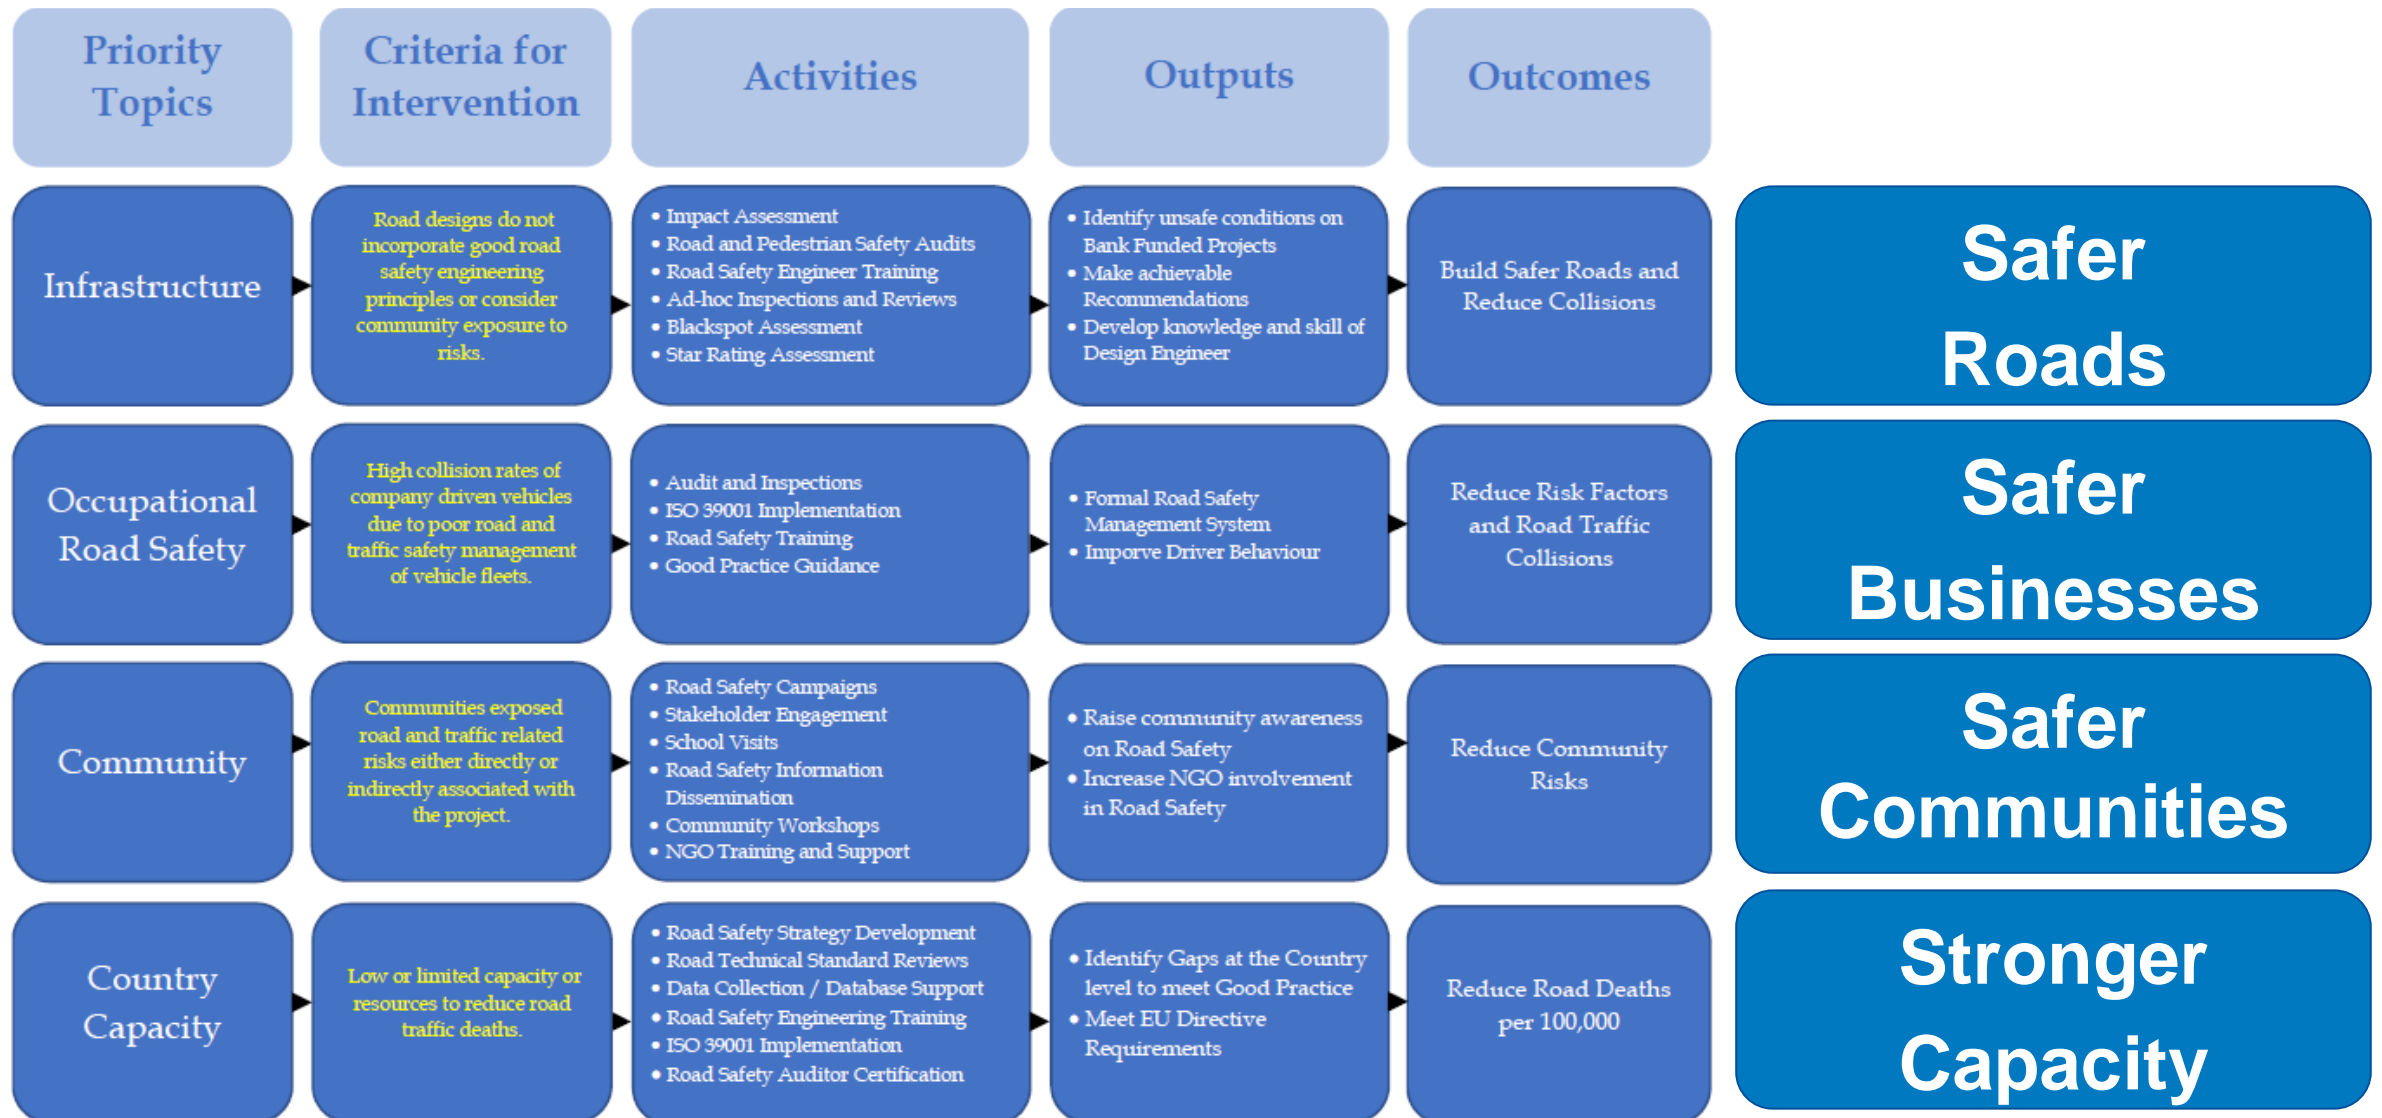 Priority
Topics
Criteria for
Intervention
Activities
Outputs
Outcomes
Infrastructure
Road designs do not
incorporate good road
safety engineering
principles or consider
community exposure to
risks.
• Impact Assessment
• Road and Pedestrian Safety Audits
• Road Safety Engineer Training
• Ad-hoc Inspections and Reviews
• Blackspot Assessment
• Star Rating Assessment
• Identify unsafe conditions on
Bank Funded Projects
• Make achievable
Recommendations
• Develop knowledge and skill of
Design Engineer
Build Safer Roads and
Reduce Collisions
Safer
Roads
Occupational
Road Safety
High collision rates of
company driven vehicles
due to poor road and
traffic safety management
of vehicle fleets.
• Audit and Inspections
• ISO 39001 Implementation
• Road Safety Training
• Good Practice Guidance
• Formal Road Safety
Management System
• Imporve Driver Behaviour
Reduce Risk Factors
and Road Traffic
Collisions
Safer
Businesses
Community
Communities exposed
road and traffic related
risks either directly or
indirectly associated with
the project.
• Road Safety Campaigns
• Stakeholder Engagement
• School Visits
• Road Safety Information
Dissemination
• Community Workshops
• NGO Training and Support
• Raise community awareness
on Road Safety
• Increase NGO involvement
in Road Safety
Reduce Community
Risks
Safer
Communities
Country
Capacity
Low or limited capacity or
resources to reduce road
traffic deaths.
• Road Safety Strategy Development
• Road Technical Standard Reviews
• Data Collection / Database Support
• Road Safety Engineering Training
• ISO 39001 Implementation
• Road Safety Auditor Certification
• Identify Gaps at the Country
level to meet Good Practice
• Meet EU Directive
Requirements
Reduce Road Deaths
per 100,000
Stronger
Capacity